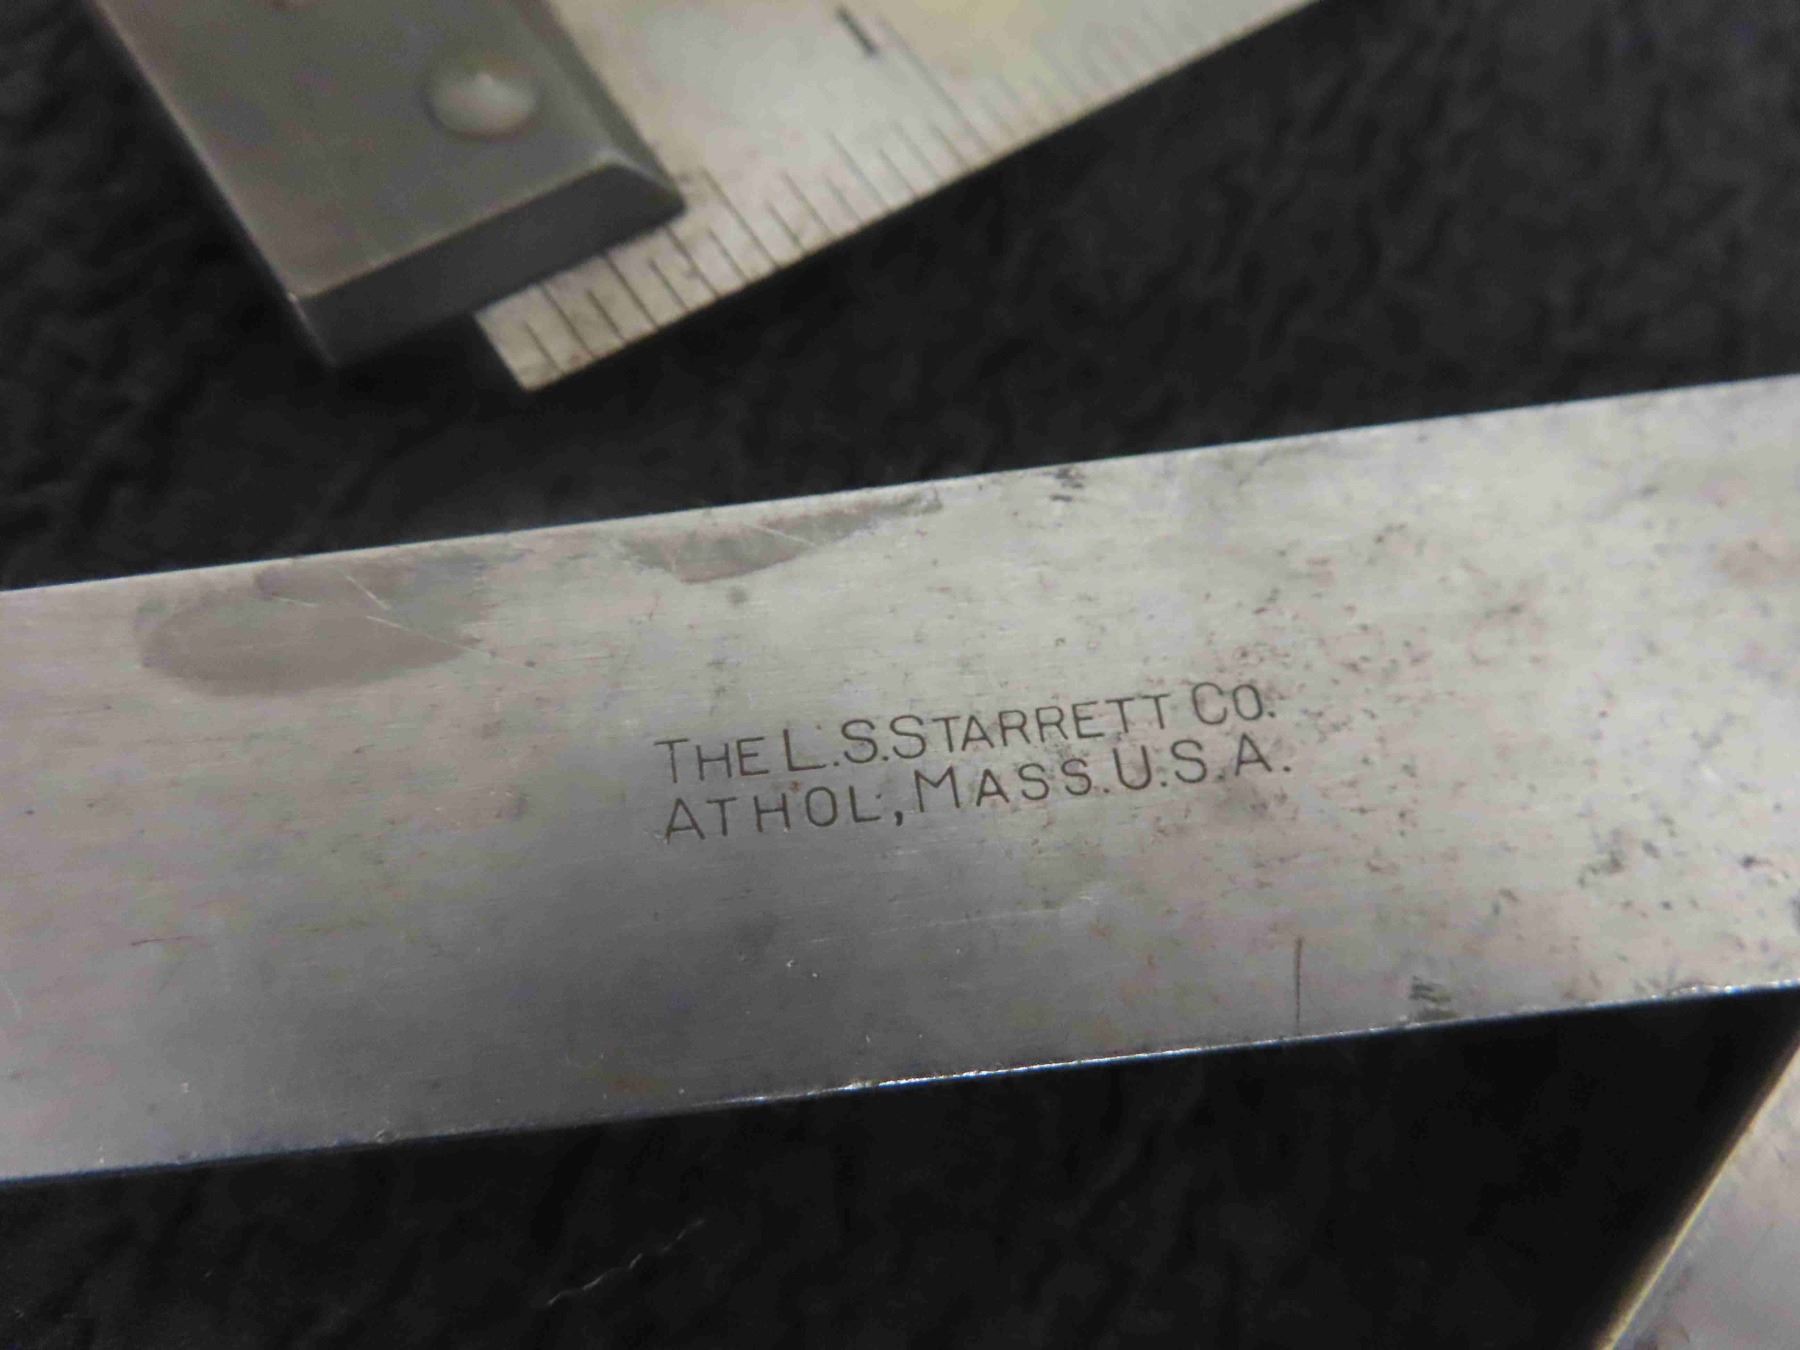 THE L.S.STARRETT CO.
ATHOL, MASS.U.S.A.